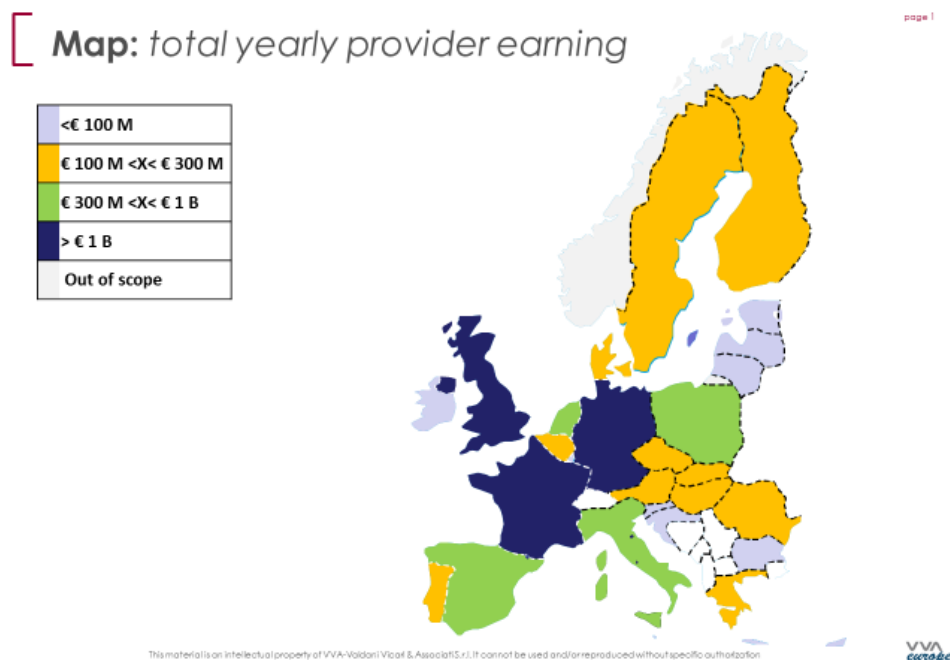 page 1
Map: total yearly provider earning
<€ 100 M
€ 100 M <X< € 300 M
€ 300 M <X< € 1 B
> € 1 B
Out of scope
This material is an intellectual property of VVA-Valdani Vicari & Associati S.r.l. It cannot be used and/or reproduced without specific authorization
VVA
europe